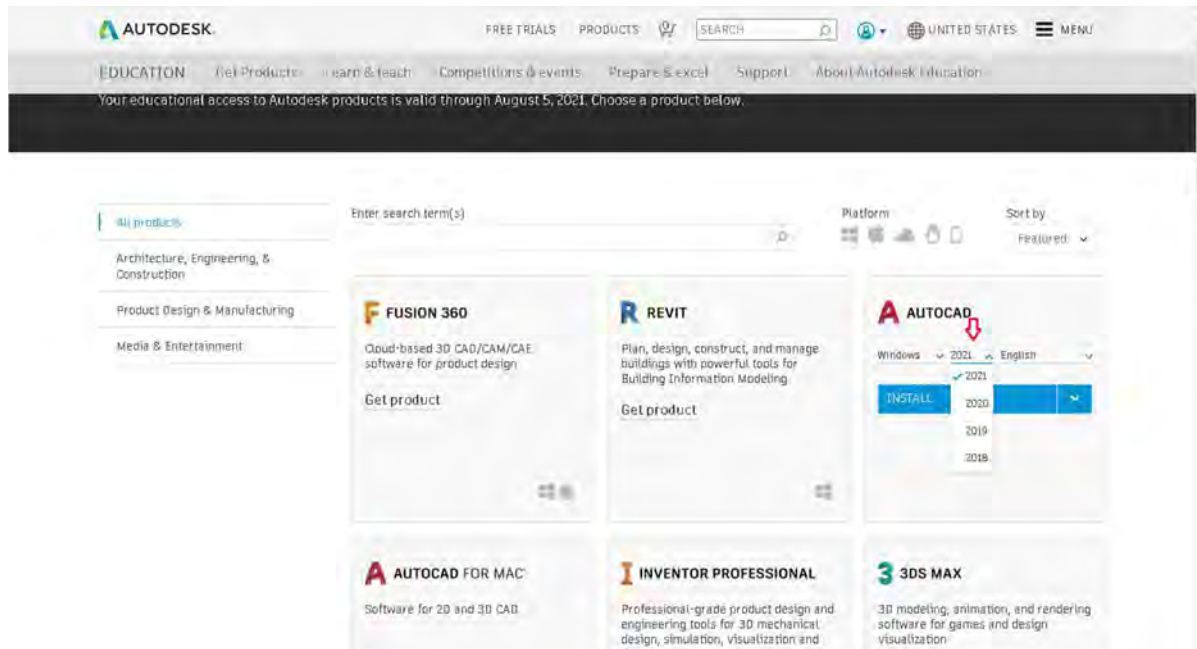 AUTODESK.
FREE TRIALS PRODUCTS SEARCH UNITED STATES MENU
EDUCATION Get Products Learn & teach Competitions & events Prepare & excel Support About Autodesk Education
Your educational access to Autodesk products is valid through August 5, 2021. Choose a product below.
All products
Architecture, Engineering, &
Construction
Product Design & Manufacturing
Media & Entertainment
Enter search term(s)
Platform
Sort by
Featured
F FUSION 360
Cloud-based 3D CAD/CAM/CAE
software for product design
Get product
R REVIT
Plan, design, construct, and manage
buildings with powerful tools for
Building Information Modeling
Get product
A AUTOCAD
Windows 2021 English
2021
INSTALL
2020
2019
2018
A AUTOCAD FOR MAC
Software for 2D and 3D CAD
I INVENTOR PROFESSIONAL
Professional-grade product design and
engineering tools for 3D mechanical
design, simulation, visualization and
3 3DS MAX
3D modeling, animation, and rendering
software for games and design
visualization